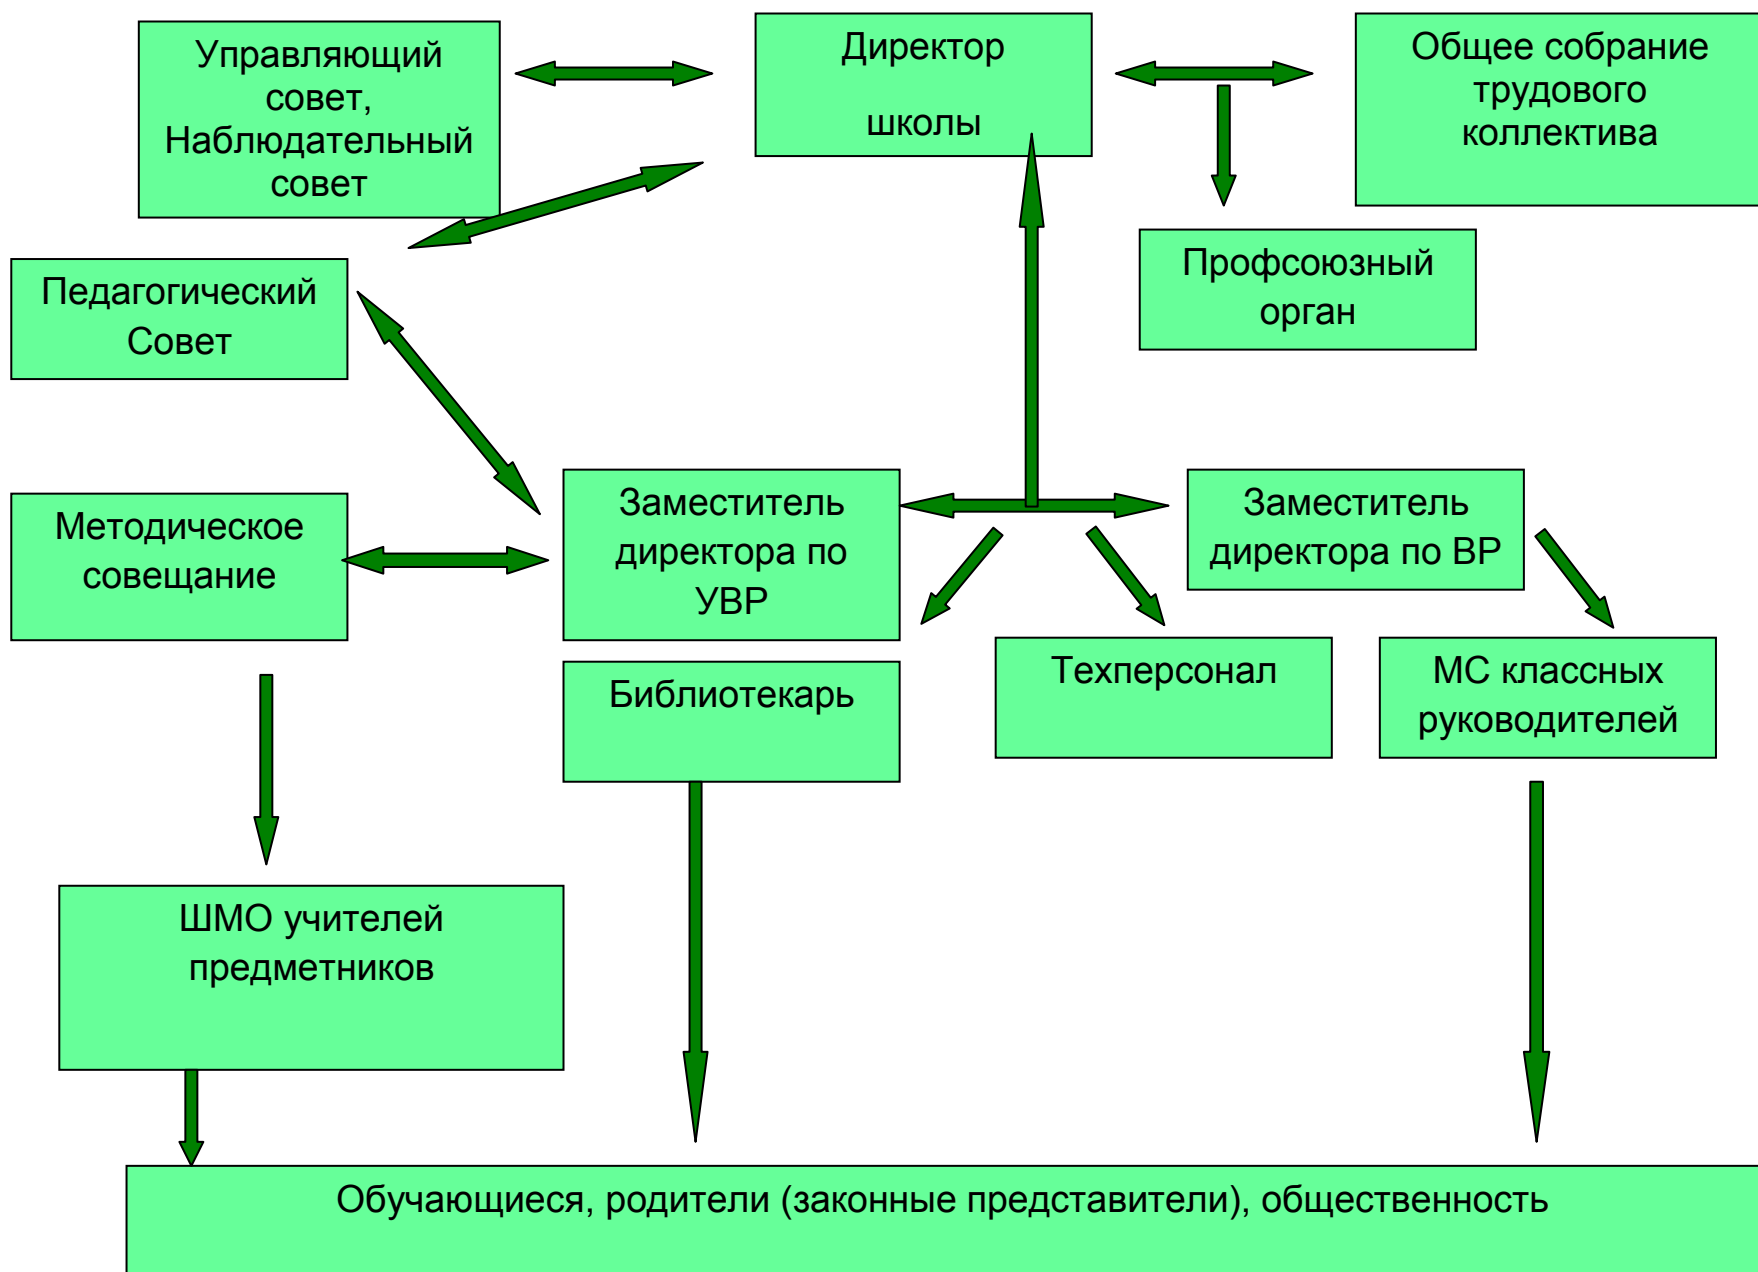 Управляющий
совет,
Наблюдательный
совет
Директор
школы
Общее собрание
трудового
коллектива
Профсоюзный
орган
Педагогический
Совет
Методическое
совещание
Заместитель
директора по
УВР
Заместитель
директора по ВР
Библиотекарь
Техперсонал
МС классных
руководителей
ШМО учителей
предметников
Обучающиеся, родители (законные представители), общественность